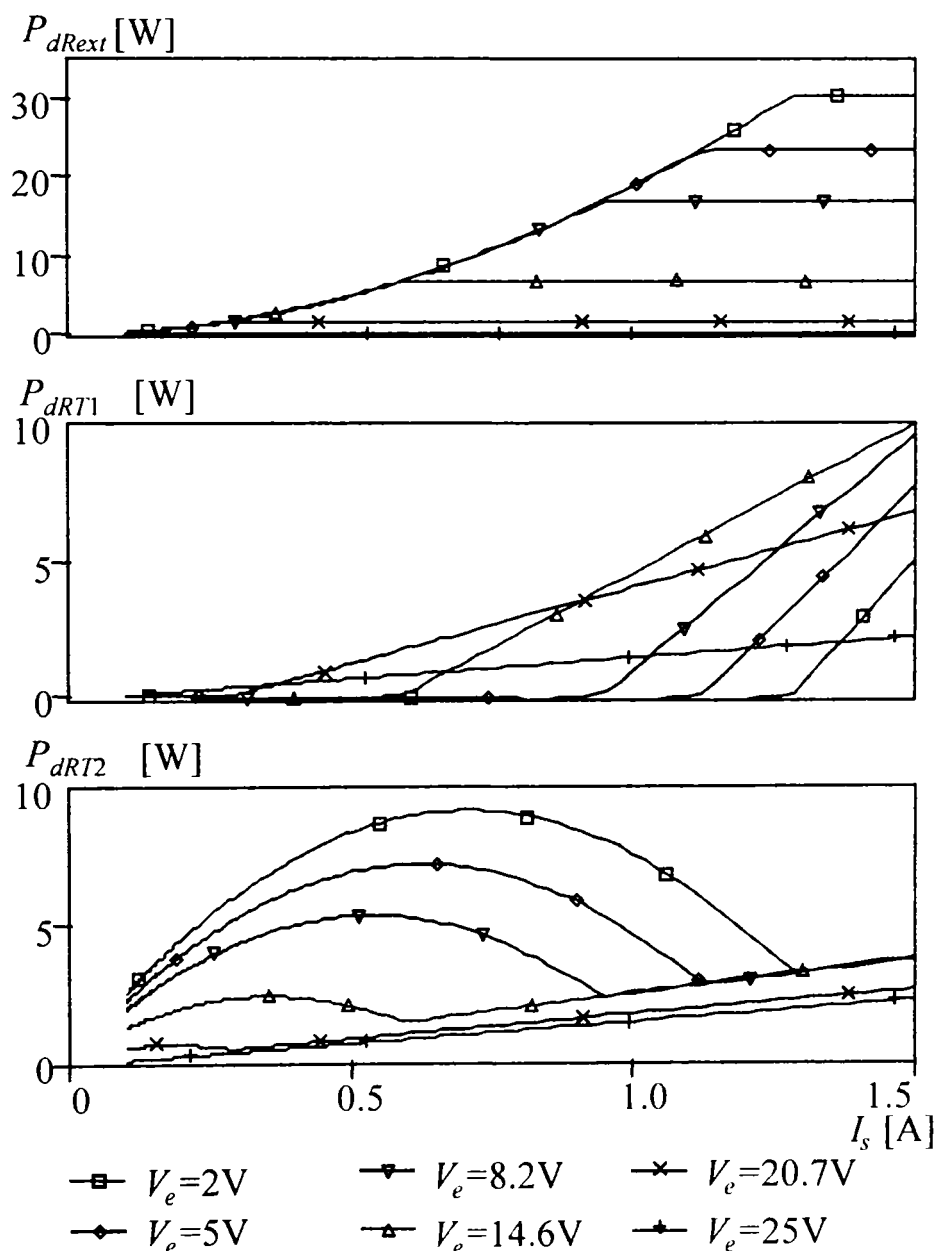 P_dRext [W]
30
20
10
0
P_dRT1 [W]
10
5
0
P_dRT2 [W]
10
5
0
0 0.5 1.0 1.5
I_s [A]
V_e=2V V_e=8.2V V_e=20.7V
V_e=5V V_e=14.6V V_e=25V